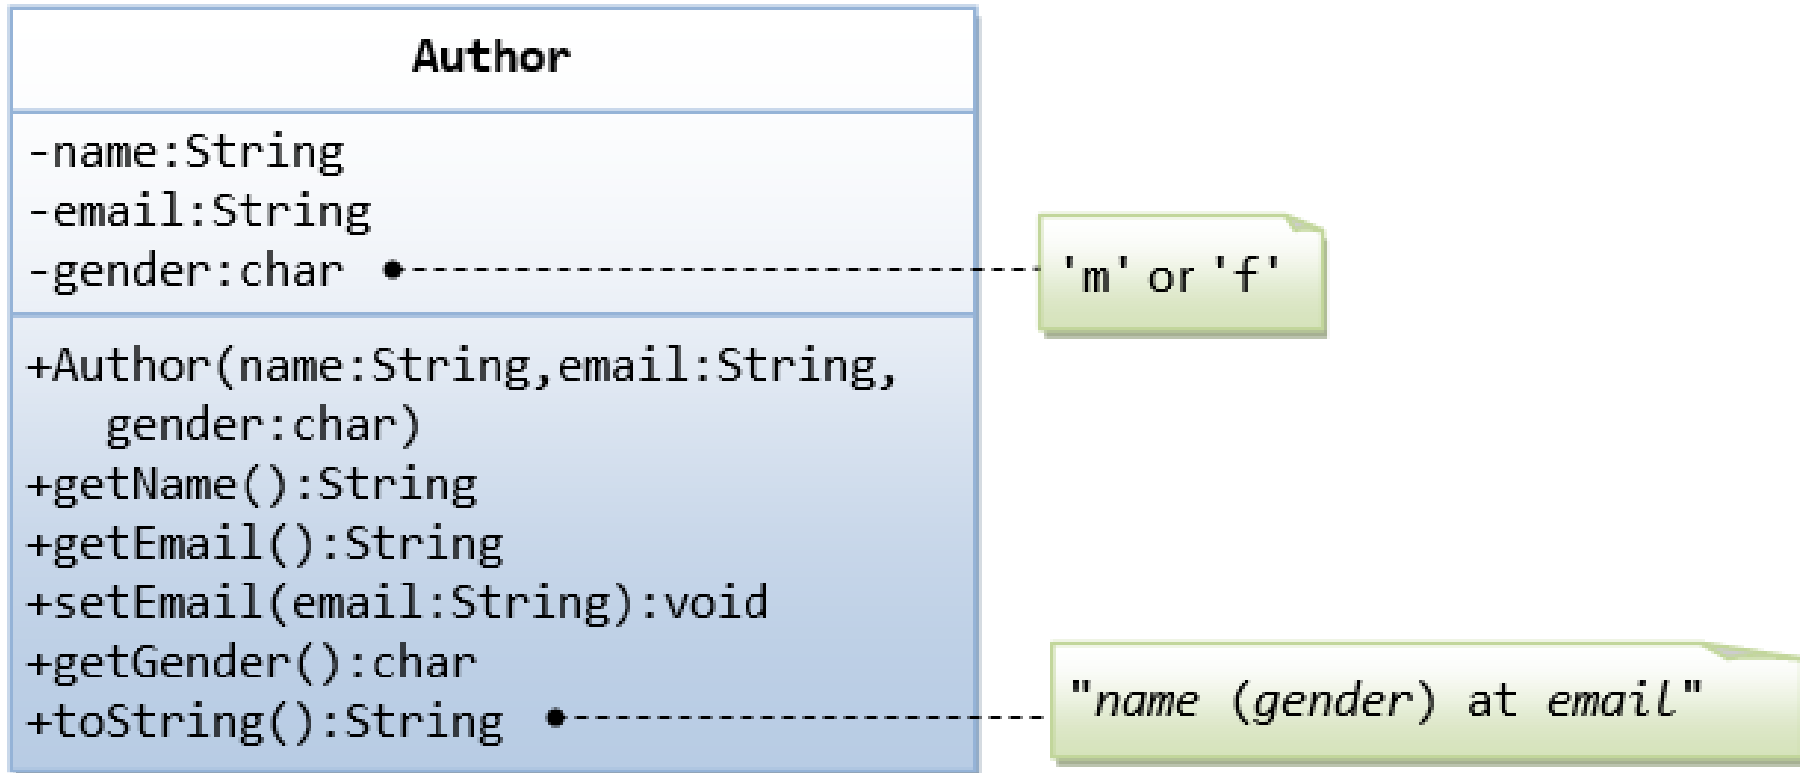 Author
-name:String
-email:String
-gender:char
'm' or 'f'
+Author(name:String,email:String,
gender:char)
+getName():String
+getEmail():String
+setEmail(email:String):void
+getGender():char
+toString():String
"name (gender) at email"